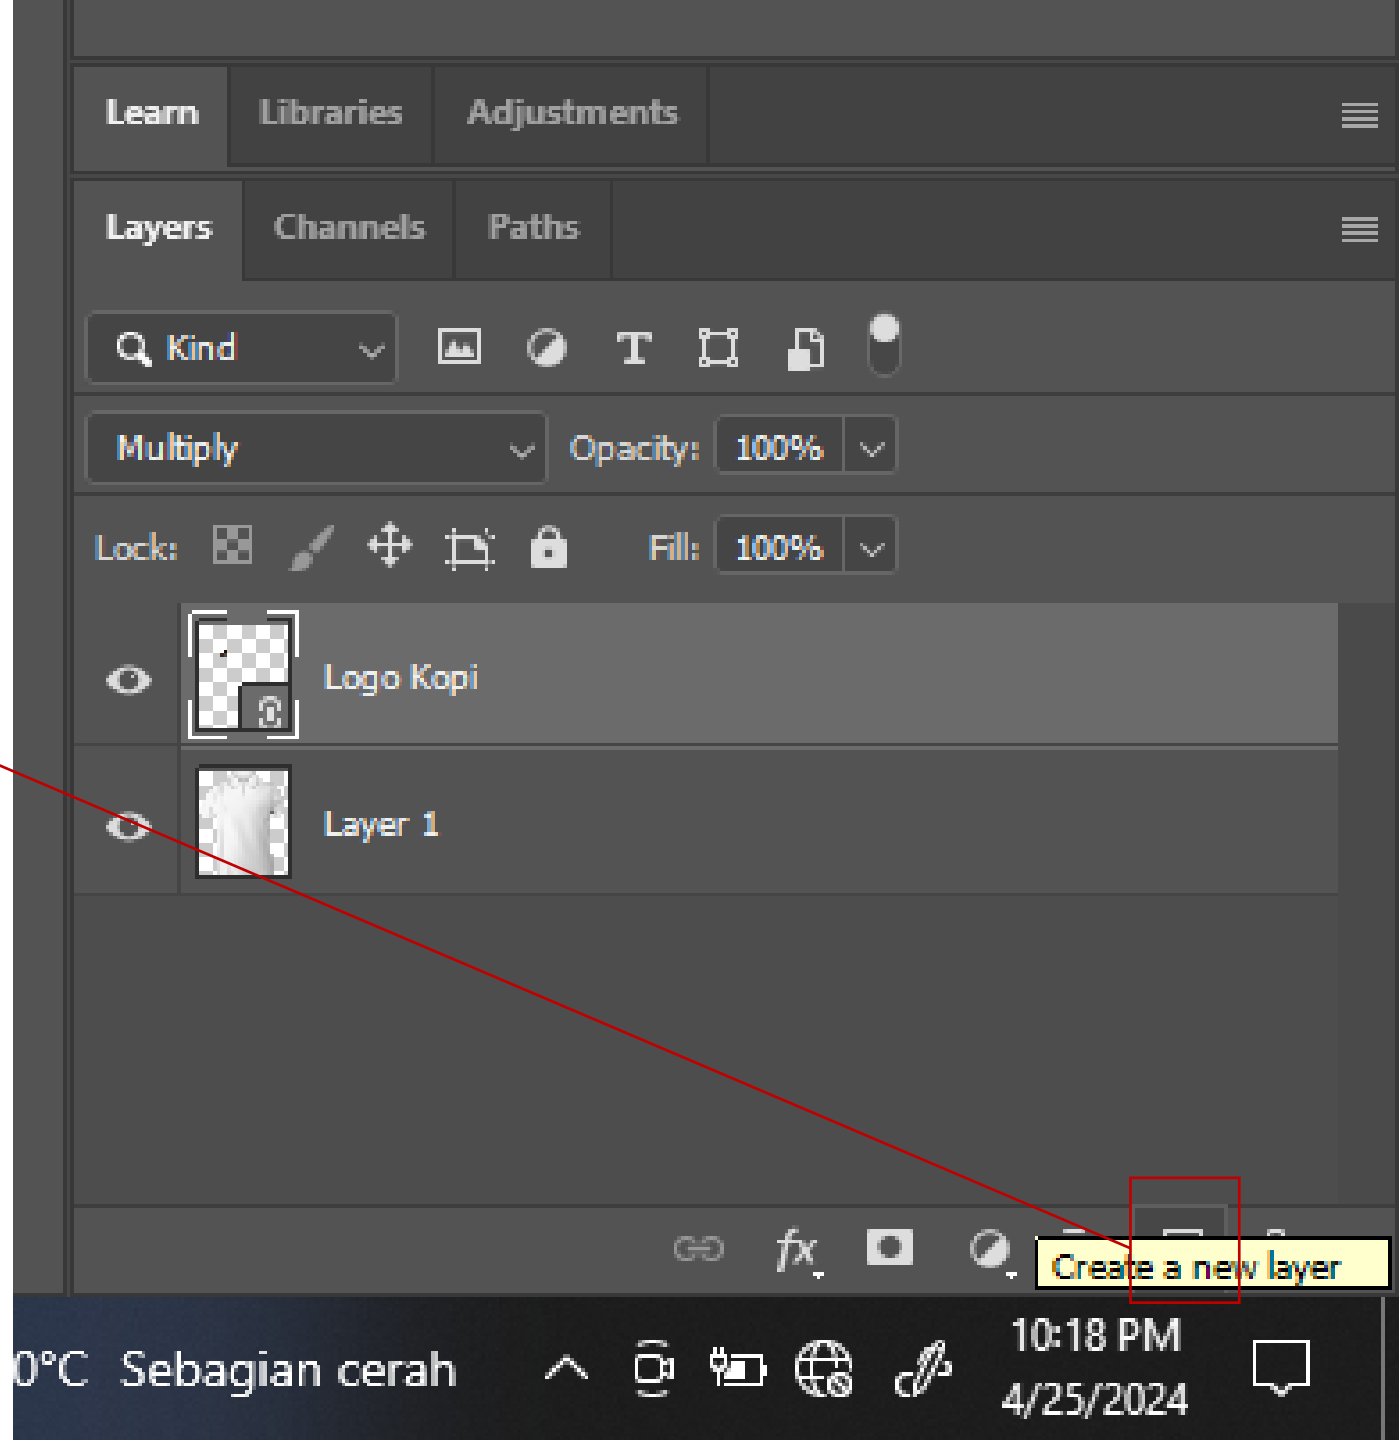 Learn Libraries Adjustments
Layers Channels Paths
Kind T
Multiply Opacity: 100%
Lock: Fill: 100%
Logo Kopi
Layer 1
fx
Create a new layer
0°C Sebagian cerah
10:18 PM
4/25/2024